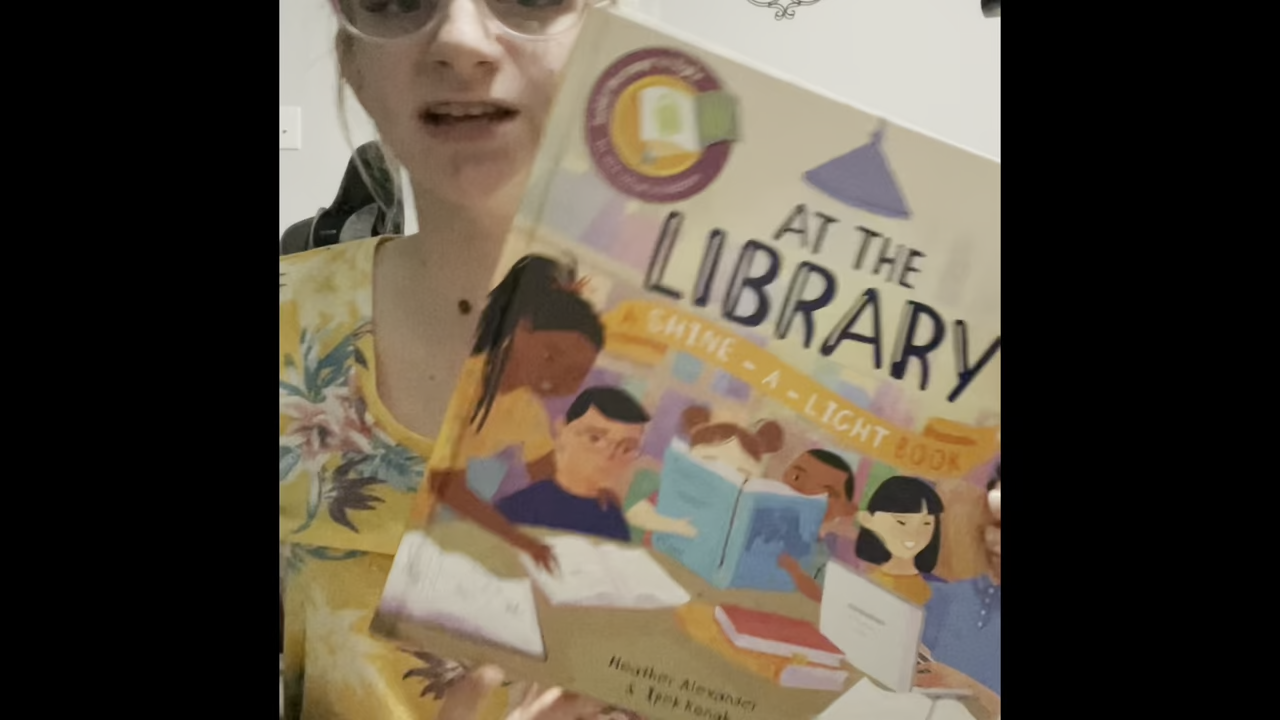 AT THE
LIBRARY
A SHINE-A-LIGHT BOOK
Heather Alexander
&